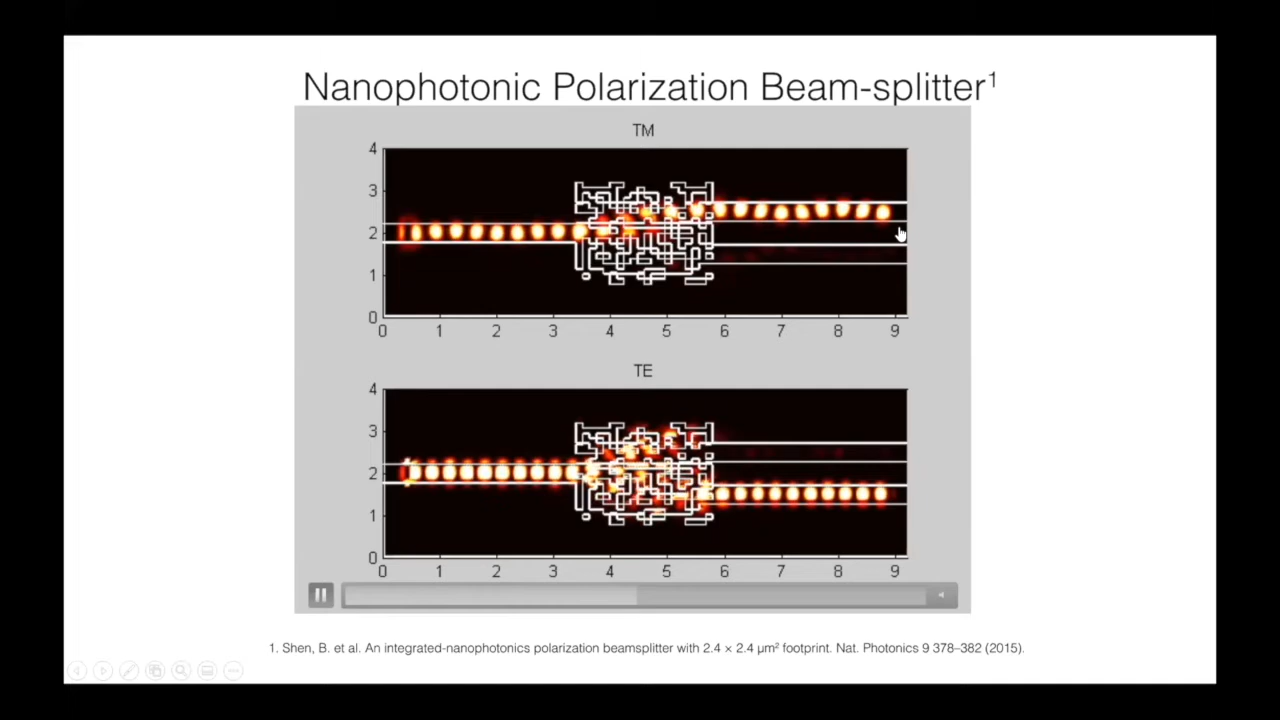 Nanophotonic Polarization Beam-splitter¹
TM
4
3
2
1
0
0 1 2 3 4 5 6 7 8 9
TE
4
3
2
1
0
0 1 2 3 4 5 6 7 8 9
1. Shen, B. et al. An integrated-nanophotonics polarization beamsplitter with 2.4 × 2.4 μm² footprint. Nat. Photonics 9 378–382 (2015).